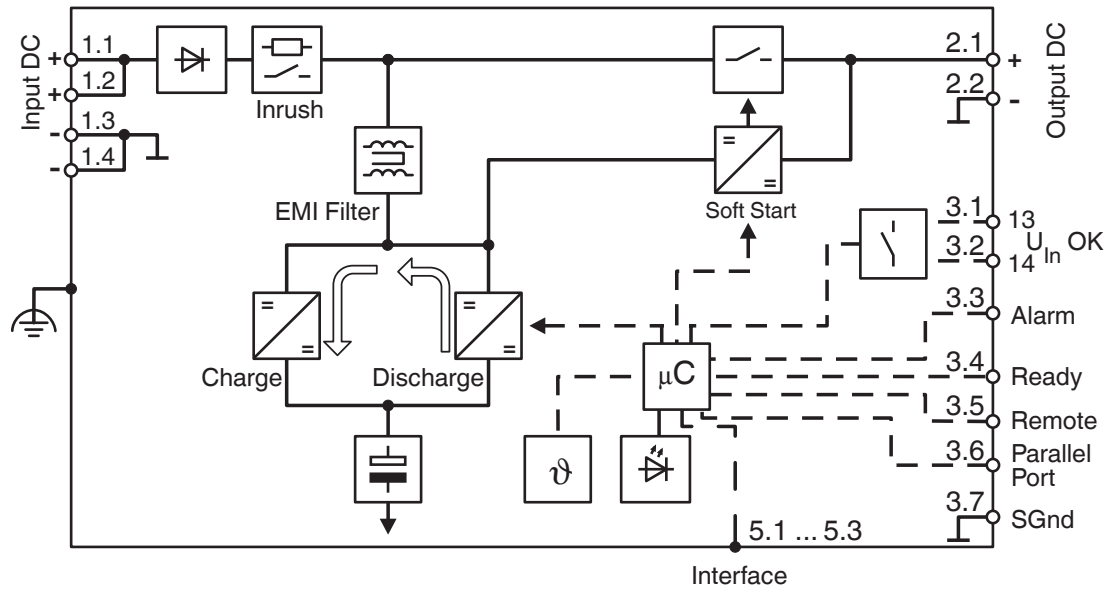 Input DC
+ 1.1
+ 1.2
- 1.3
- 1.4
Inrush
2.1 +
2.2 -
Output DC
EMI Filter
= =
Soft Start
3.1 13
3.2 14
UIn OK
3.3 Alarm
= =
Charge
= =
Discharge
µC
3.4 Ready
3.5 Remote
3.6 Parallel
Port
ϑ
3.7 SGnd
5.1 ... 5.3
Interface